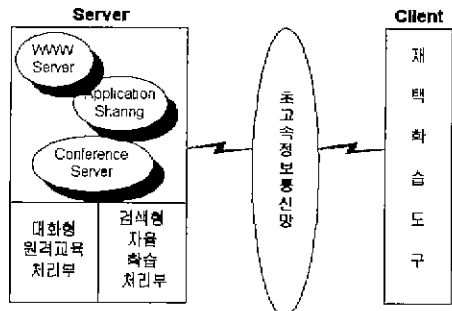 Server
WWW
Server
Application
Sharing
Conference
Server
대화형
원격교육
처리부
검색형
자율
학습
처리부
초고속정보통신망
Client
재택학습도구